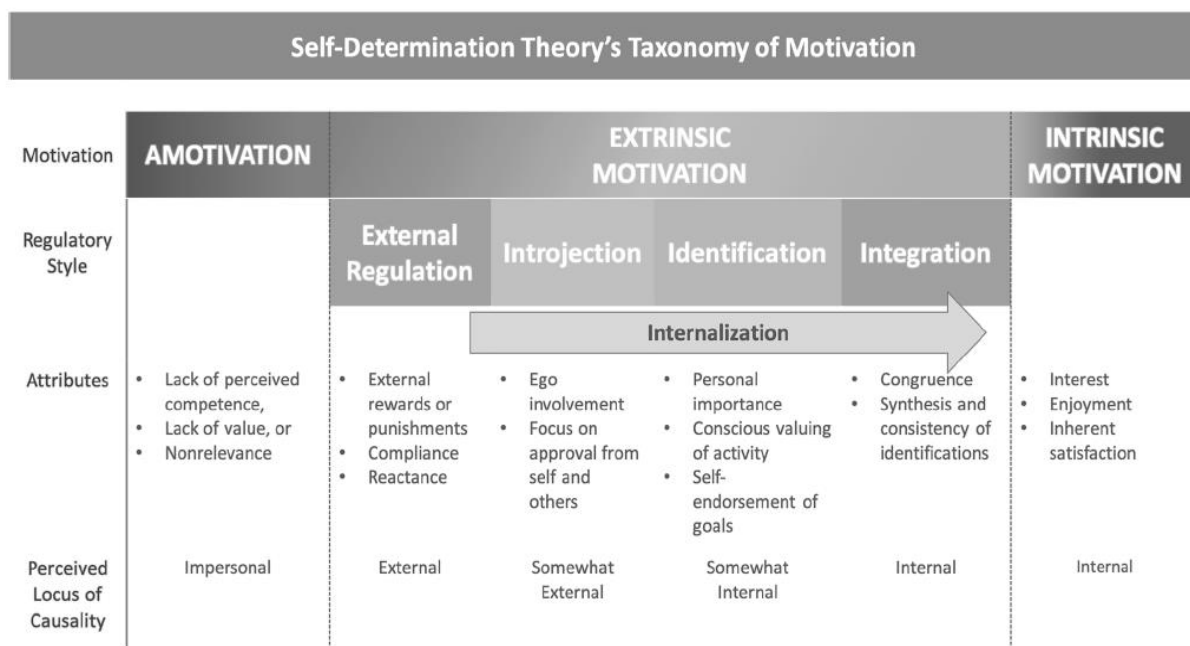 Self-Determination Theory's Taxonomy of Motivation
Motivation
AMOTIVATION
EXTRINSIC
MOTIVATION
INTRINSIC
MOTIVATION
Regulatory
Style
External
Regulation
Introjection
Identification
Integration
Internalization
Attributes
• Lack of perceived
competence,
• Lack of value, or
• Nonrelevance
• External
rewards or
punishments
• Compliance
• Reactance
• Ego
involvement
• Focus on
approval from
self and
others
• Personal
importance
• Conscious valuing
of activity
• Self-
endorsement of
goals
• Congruence
• Synthesis and
consistency of
identifications
• Interest
• Enjoyment
• Inherent
satisfaction
Perceived
Locus of
Causality
Impersonal
External
Somewhat
External
Somewhat
Internal
Internal
Internal